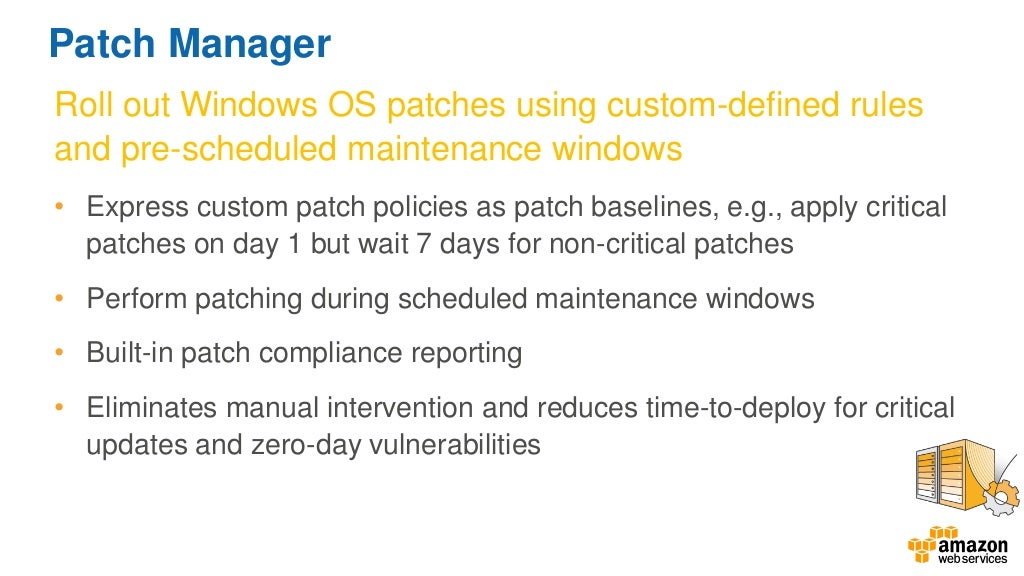 Patch Manager
Roll out Windows OS patches using custom-defined rules
and pre-scheduled maintenance windows
• Express custom patch policies as patch baselines, e.g., apply critical
patches on day 1 but wait 7 days for non-critical patches
• Perform patching during scheduled maintenance windows
• Built-in patch compliance reporting
• Eliminates manual intervention and reduces time-to-deploy for critical
updates and zero-day vulnerabilities
amazon
web services